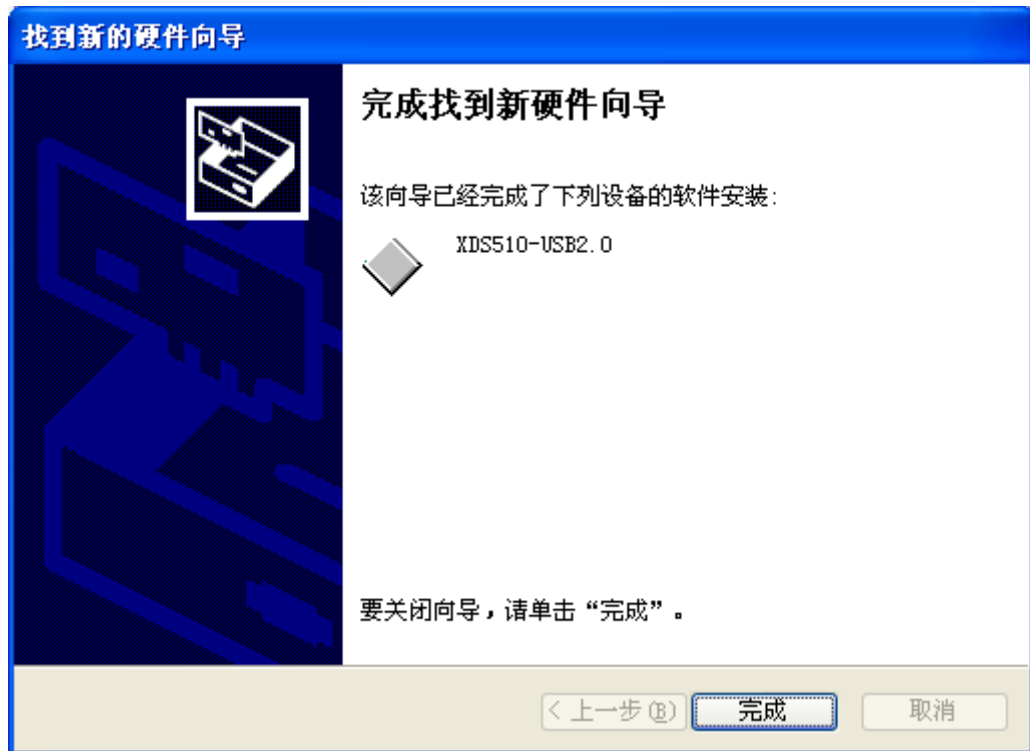 找到新的硬件向导
完成找到新硬件向导
该向导已经完成了下列设备的软件安装:
XDS510-USB2.0
要关闭向导，请单击“完成”。
< 上一步(B)
完成
取消